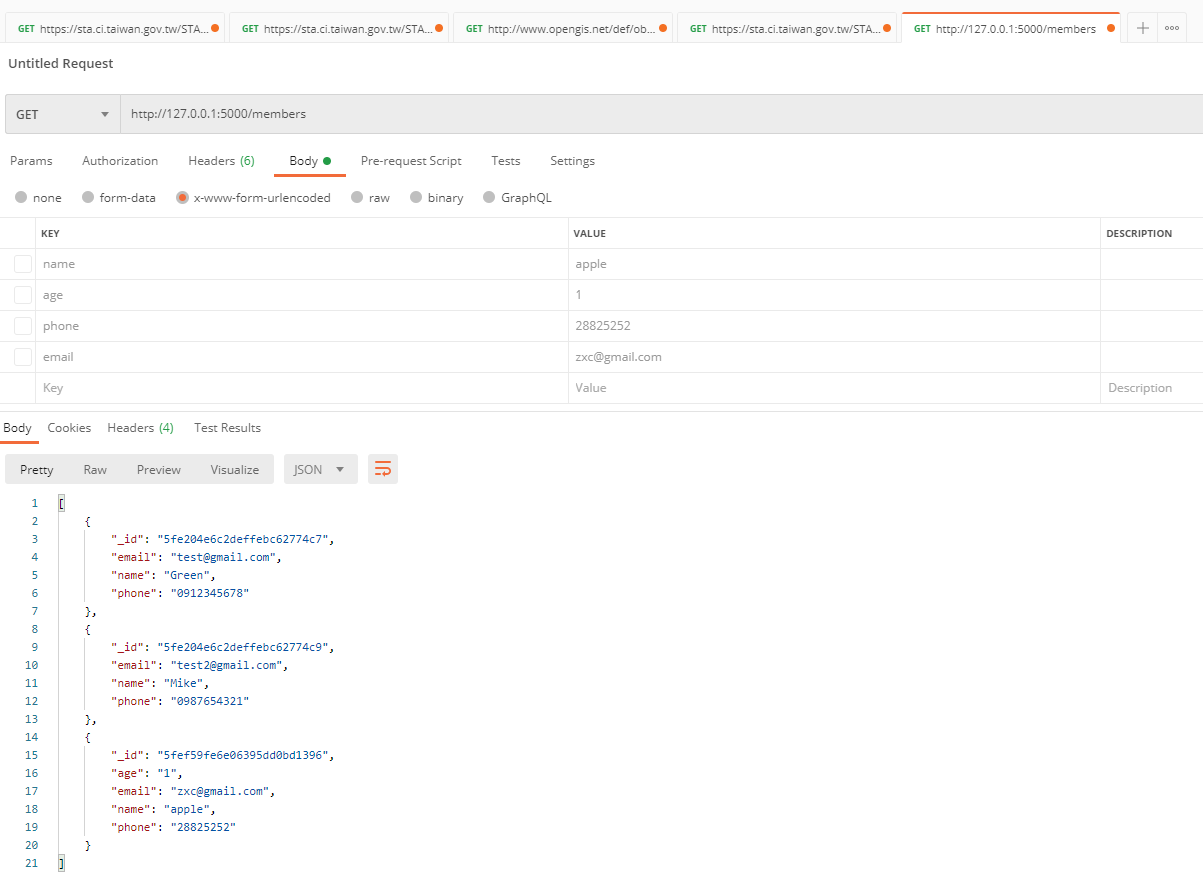 GET https://sta.ci.taiwan.gov.tw/STA... GET https://sta.ci.taiwan.gov.tw/STA... GET http://www.opengis.net/def/ob... GET https://sta.ci.taiwan.gov.tw/STA... GET http://127.0.0.1:5000/members
Untitled Request
GET http://127.0.0.1:5000/members
Params Authorization Headers (6) Body Pre-request Script Tests Settings
none form-data x-www-form-urlencoded raw binary GraphQL
KEY VALUE DESCRIPTION
name apple
age 1
phone 28825252
email zxc@gmail.com
Key Value Description
Body Cookies Headers (4) Test Results
Pretty Raw Preview Visualize JSON
1 [
2 {
3 "_id": "5fe204e6c2deffebc62774c7",
4 "email": "test@gmail.com",
5 "name": "Green",
6 "phone": "0912345678"
7 },
8 {
9 "_id": "5fe204e6c2deffebc62774c9",
10 "email": "test2@gmail.com",
11 "name": "Mike",
12 "phone": "0987654321"
13 },
14 {
15 "_id": "5fef59fe6e06395dd0bd1396",
16 "age": "1",
17 "email": "zxc@gmail.com",
18 "name": "apple",
19 "phone": "28825252"
20 }
21 ]